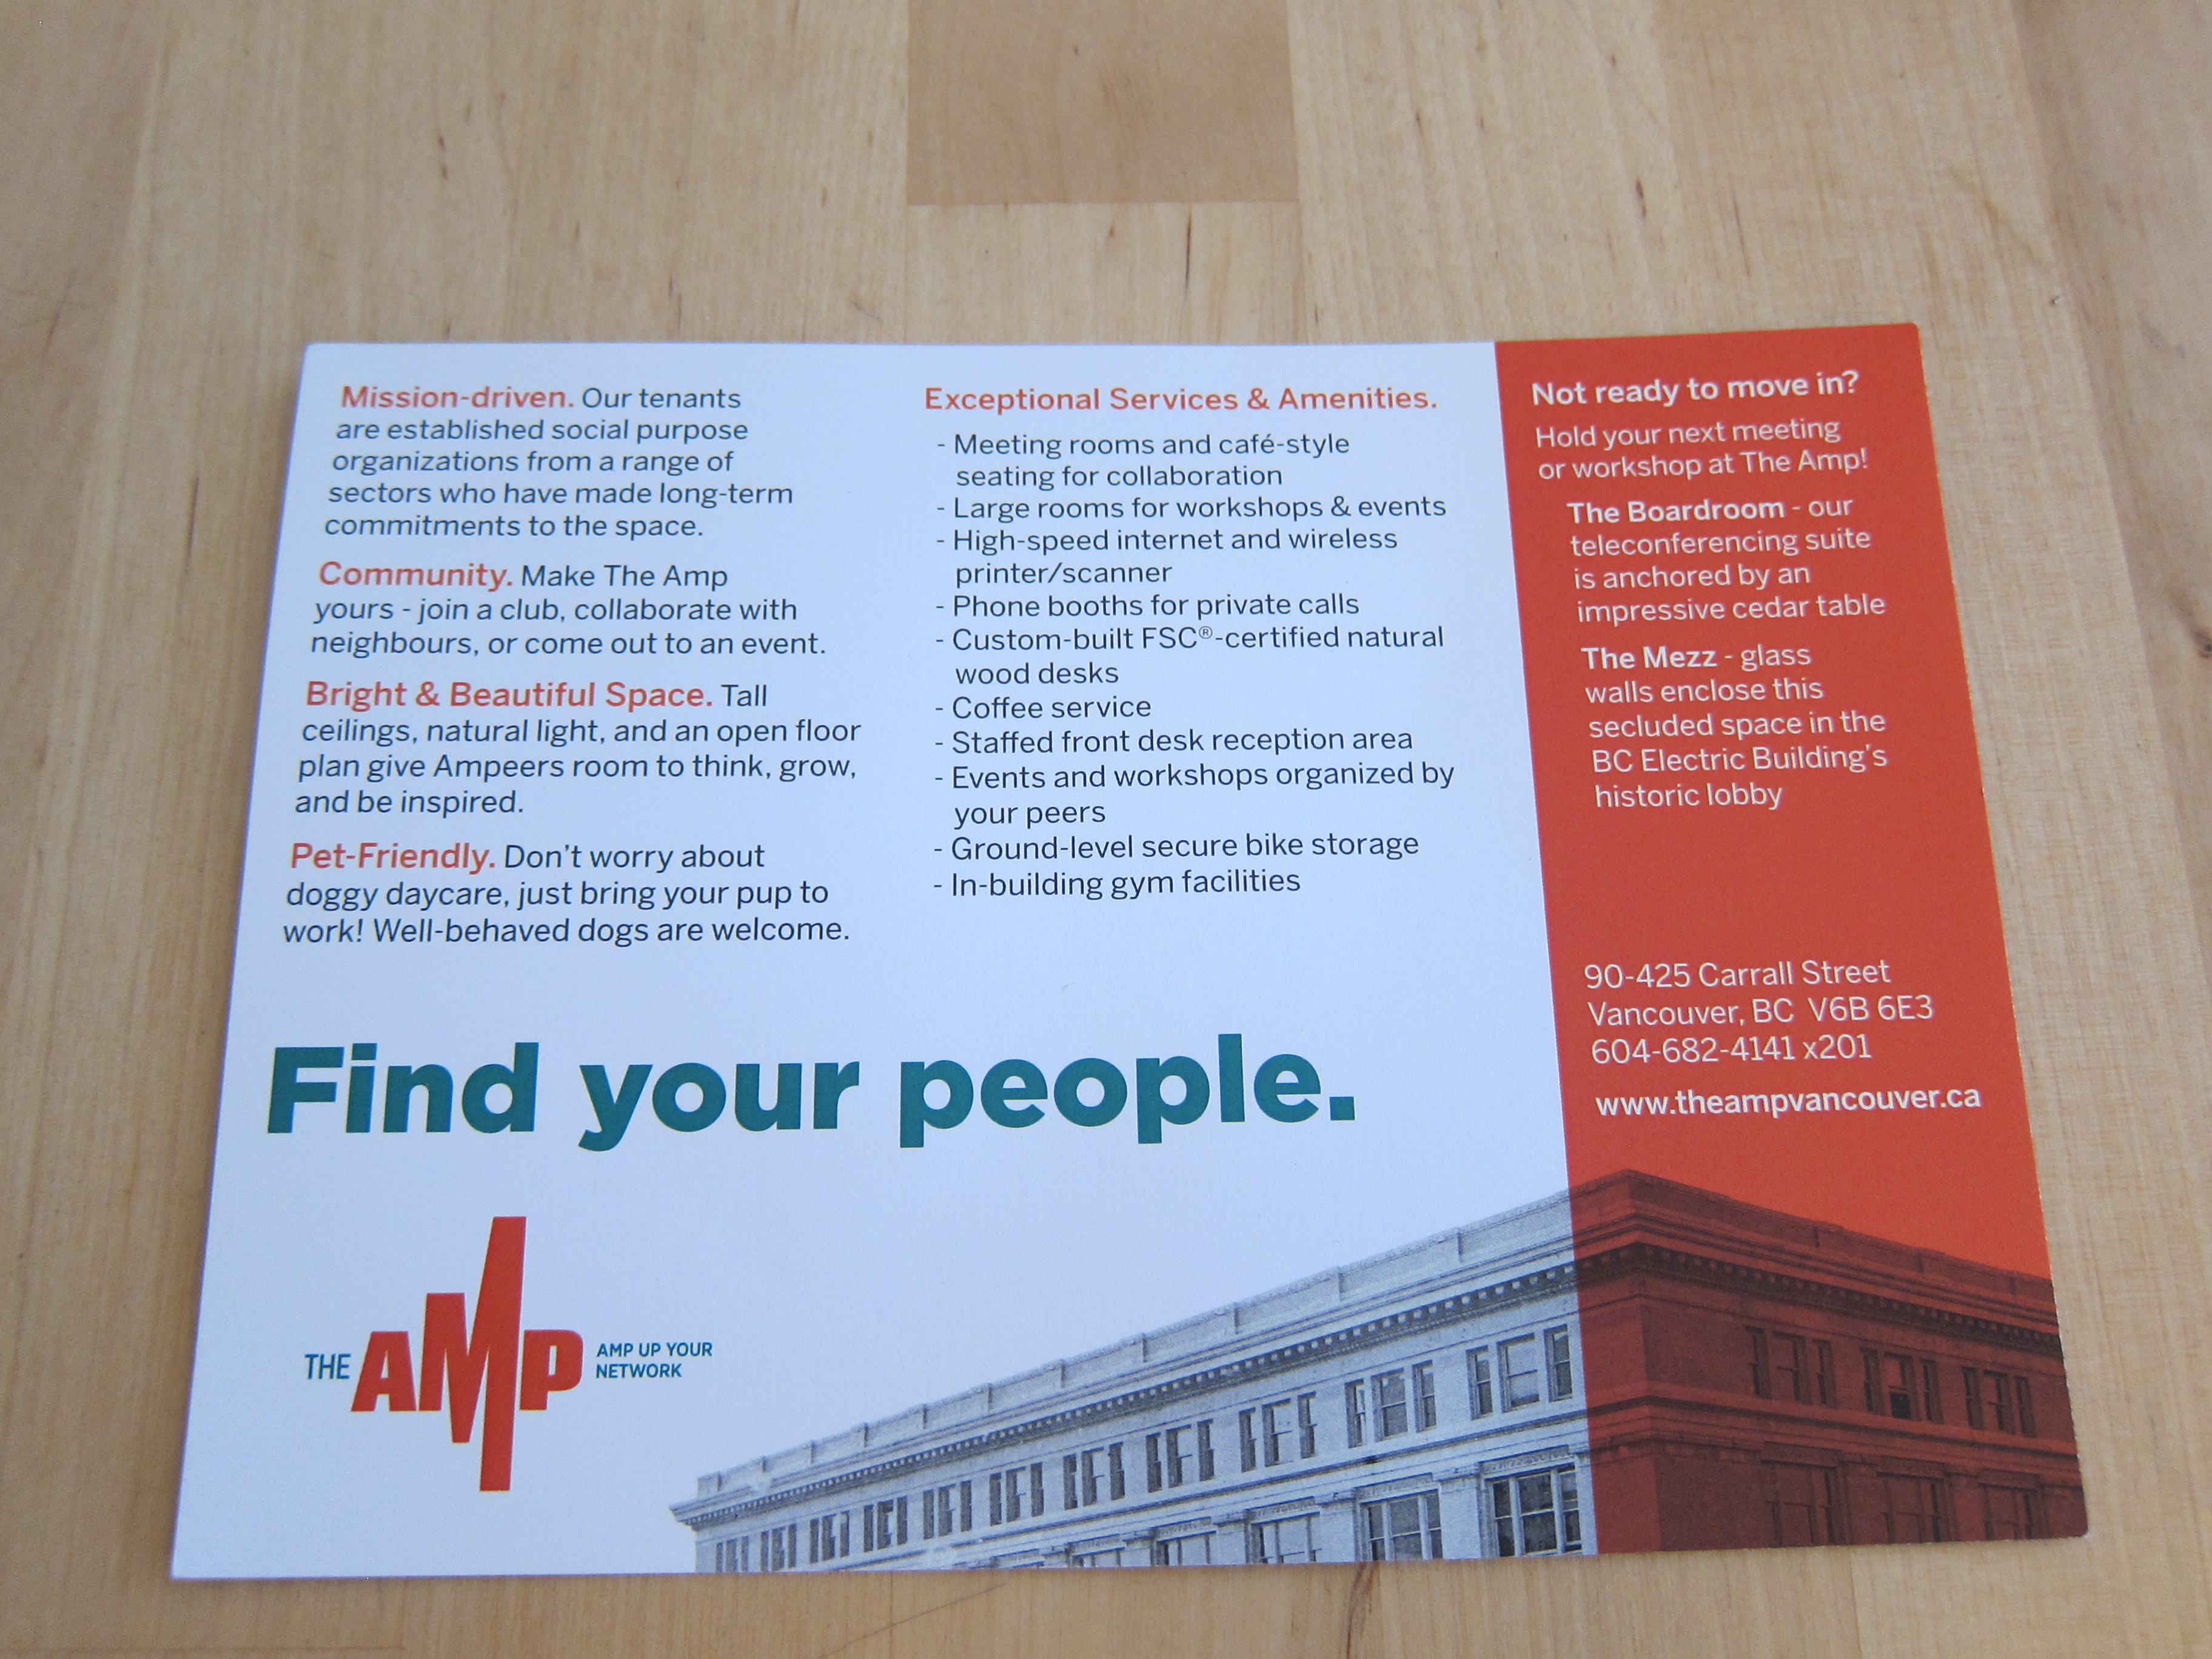 Mission-driven. Our tenants
are established social purpose
organizations from a range of
sectors who have made long-term
commitments to the space.
Community. Make The Amp
yours - join a club, collaborate with
neighbours, or come out to an event.
Bright & Beautiful Space. Tall
ceilings, natural light, and an open floor
plan give Ampeers room to think, grow,
and be inspired.
Pet-Friendly. Don't worry about
doggy daycare, just bring your pup to
work! Well-behaved dogs are welcome.
Exceptional Services & Amenities.
- Meeting rooms and café-style
seating for collaboration
- Large rooms for workshops & events
- High-speed internet and wireless
printer/scanner
- Phone booths for private calls
- Custom-built FSC®-certified natural
wood desks
- Coffee service
- Staffed front desk reception area
- Events and workshops organized by
your peers
- Ground-level secure bike storage
- In-building gym facilities
Not ready to move in?
Hold your next meeting
or workshop at The Amp!
The Boardroom - our
teleconferencing suite
is anchored by an
impressive cedar table
The Mezz - glass
walls enclose this
secluded space in the
BC Electric Building's
historic lobby
90-425 Carrall Street
Vancouver, BC V6B 6E3
604-682-4141 x201
www.theampvancouver.ca
Find your people.
THE AMP
AMP UP YOUR
NETWORK